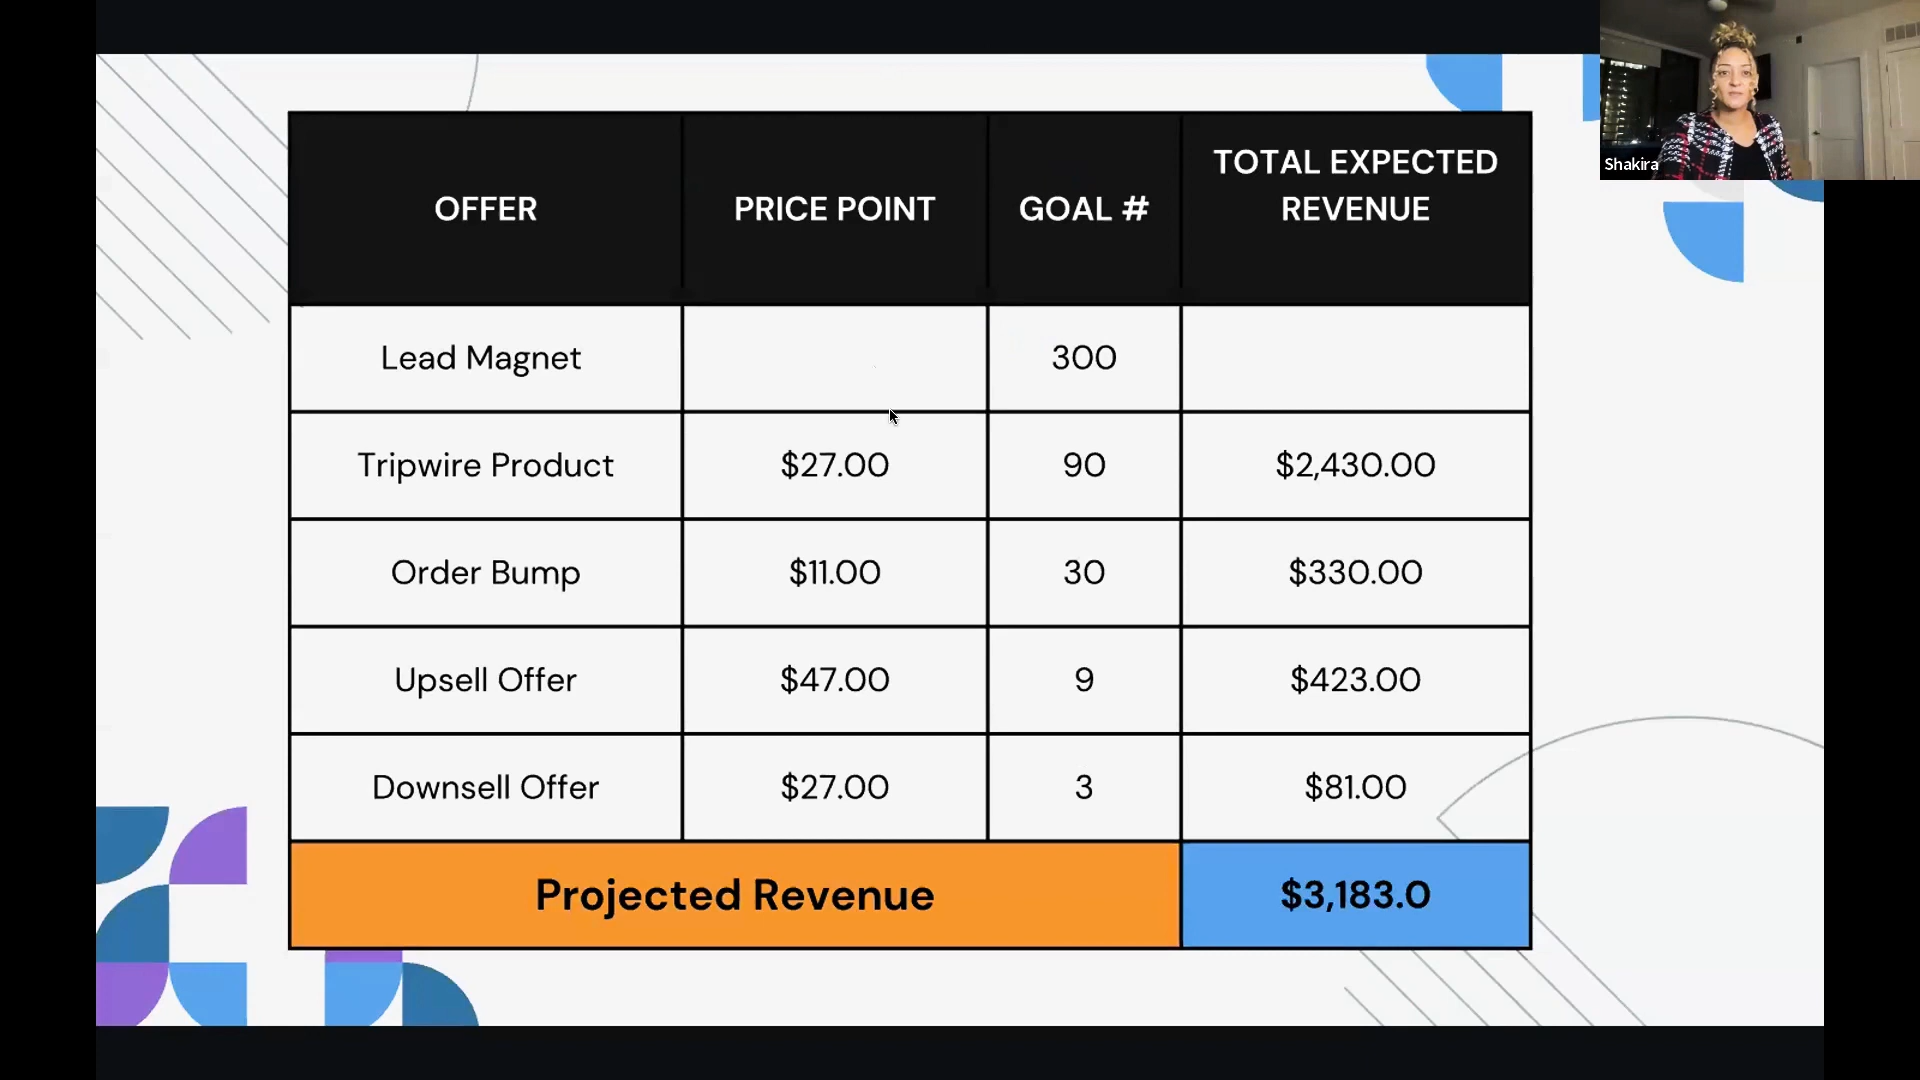 Shakira
OFFER
PRICE POINT
GOAL #
TOTAL EXPECTED
REVENUE
Lead Magnet
300
Tripwire Product
$27.00
90
$2,430.00
Order Bump
$11.00
30
$330.00
Upsell Offer
$47.00
9
$423.00
Downsell Offer
$27.00
3
$81.00
Projected Revenue
$3,183.0